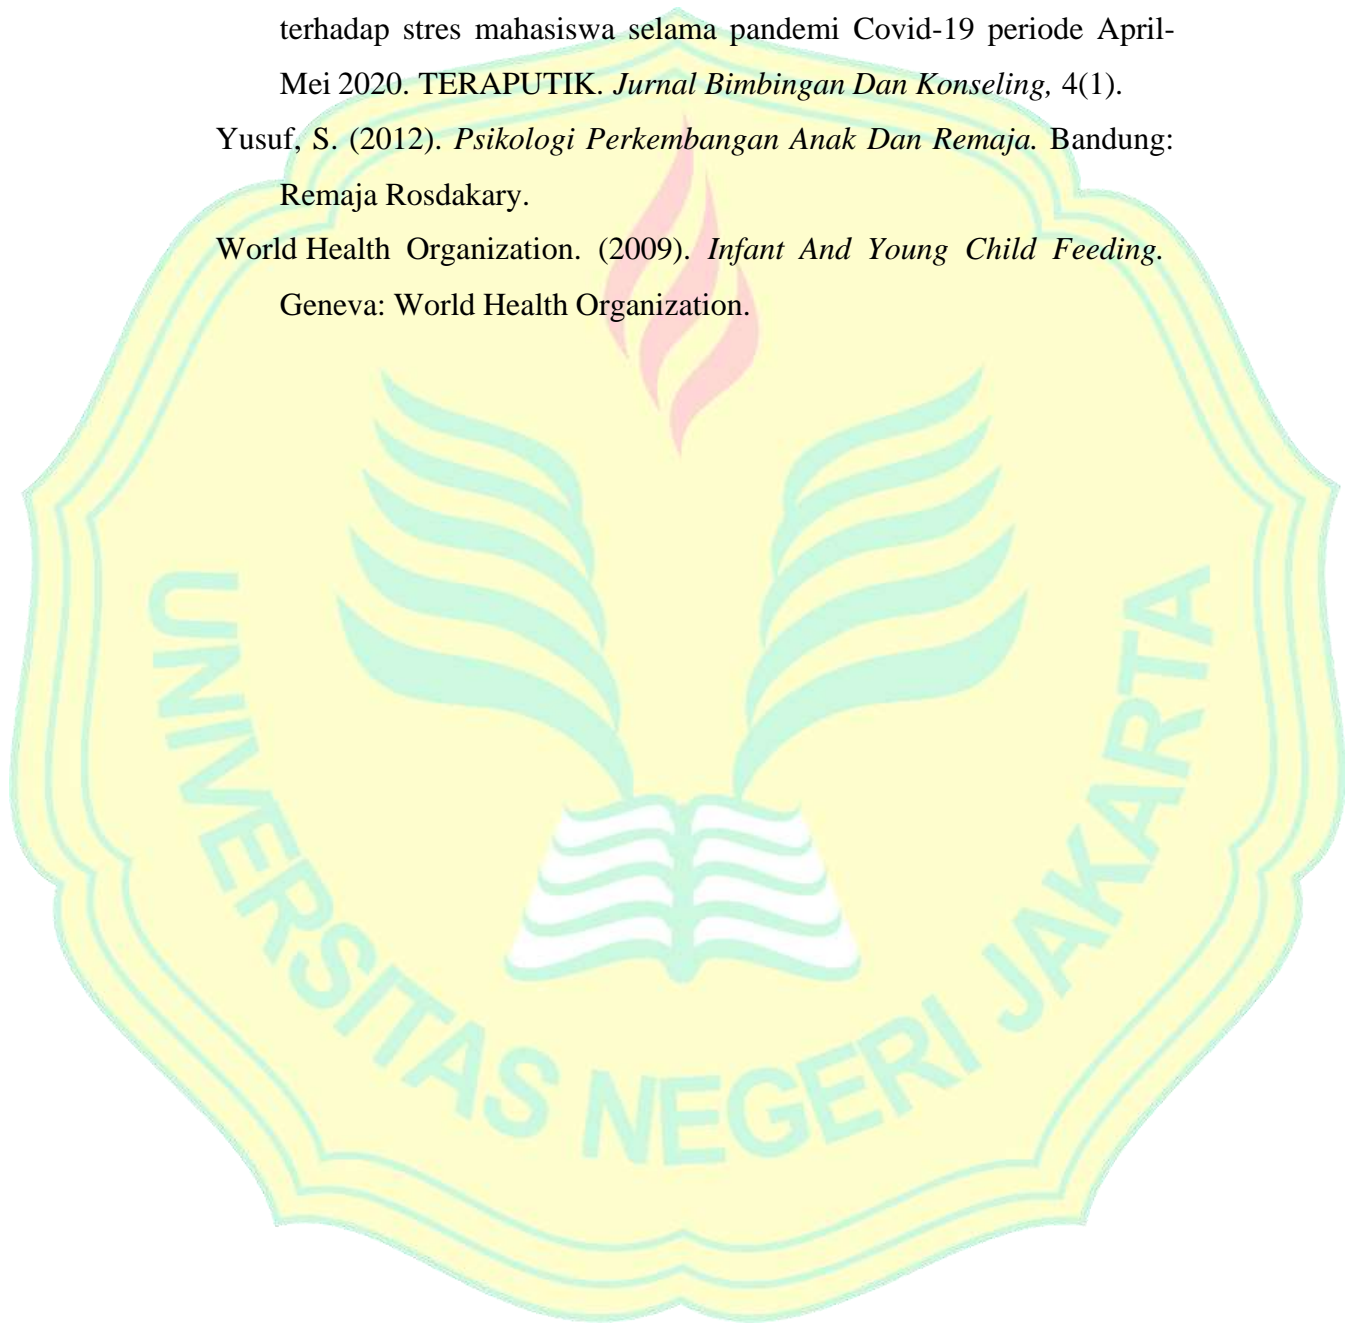 terhadap stres mahasiswa selama pandemi Covid-19 periode April-
Mei 2020. TERAPUTIK. Jurnal Bimbingan Dan Konseling, 4(1).
Yusuf, S. (2012). Psikologi Perkembangan Anak Dan Remaja. Bandung:
Remaja Rosdakary.
World Health Organization. (2009). Infant And Young Child Feeding.
Geneva: World Health Organization.
UNIVERSITAS NEGERI JAKARTA